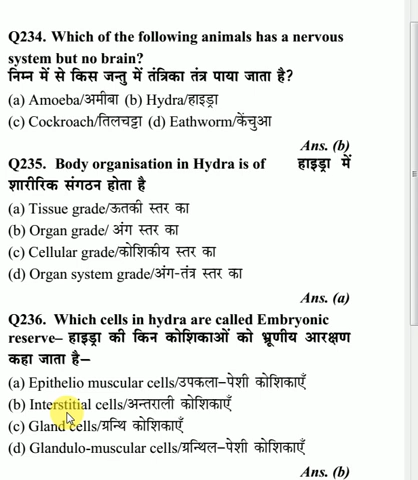 Q234. Which of the following animals has a nervous
system but no brain?
निम्न में से किस जन्तु में तंत्रिका तंत्र पाया जाता है?
(a) Amoeba/अमीबा (b) Hydra/हाइड्रा
(c) Cockroach/तिलचट्टा (d) Eathworm/केंचुआ
Ans. (b)
Q235. Body organisation in Hydra is of हाइड्रा में
शारीरिक संगठन होता है
(a) Tissue grade/ऊतकी स्तर का
(b) Organ grade/ अंग स्तर का
(c) Cellular grade/कोशिकीय स्तर का
(d) Organ system grade/अंग-तंत्र स्तर का
Ans. (a)
Q236. Which cells in hydra are called Embryonic
reserve– हाइड्रा की किन कोशिकाओं को भ्रूणीय आरक्षण
कहा जाता है–
(a) Epithelio muscular cells/उपकला–पेशी कोशिकाएँ
(b) Interstitial cells/अन्तराली कोशिकाएँ
(c) Gland cells/ग्रन्थि कोशिकाएँ
(d) Glandulo-muscular cells/ग्रन्थिल–पेशी कोशिकाएँ
Ans. (b)